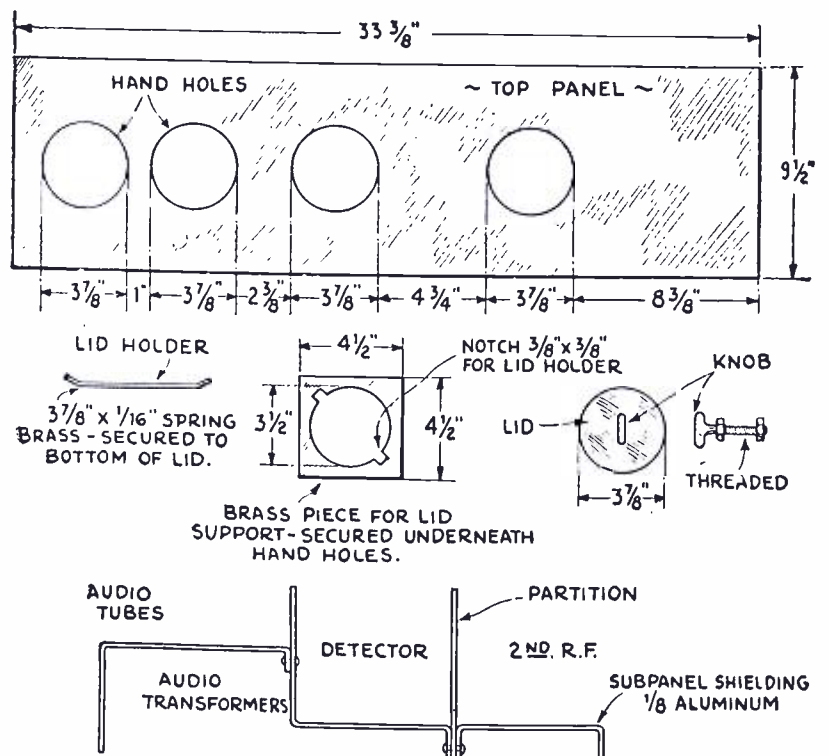 33 3/8"
HAND HOLES
~ TOP PANEL ~
9 1/2"
3 7/8" 1" 3 7/8" 2 3/8" 3 7/8" 4 3/4" 3 7/8" 8 3/8"
LID HOLDER
3 7/8" x 1/16" SPRING
BRASS - SECURED TO
BOTTOM OF LID.
4 1/2"
3 1/2"
4 1/2"
NOTCH 3/8" x 3/8"
FOR LID HOLDER
BRASS PIECE FOR LID
SUPPORT - SECURED UNDERNEATH
HAND HOLES.
KNOB
LID
THREADED
3 7/8"
AUDIO
TUBES
PARTITION
DETECTOR
2ND. R.F.
AUDIO
TRANSFORMERS
SUBPANEL SHIELDING
1/8 ALUMINUM